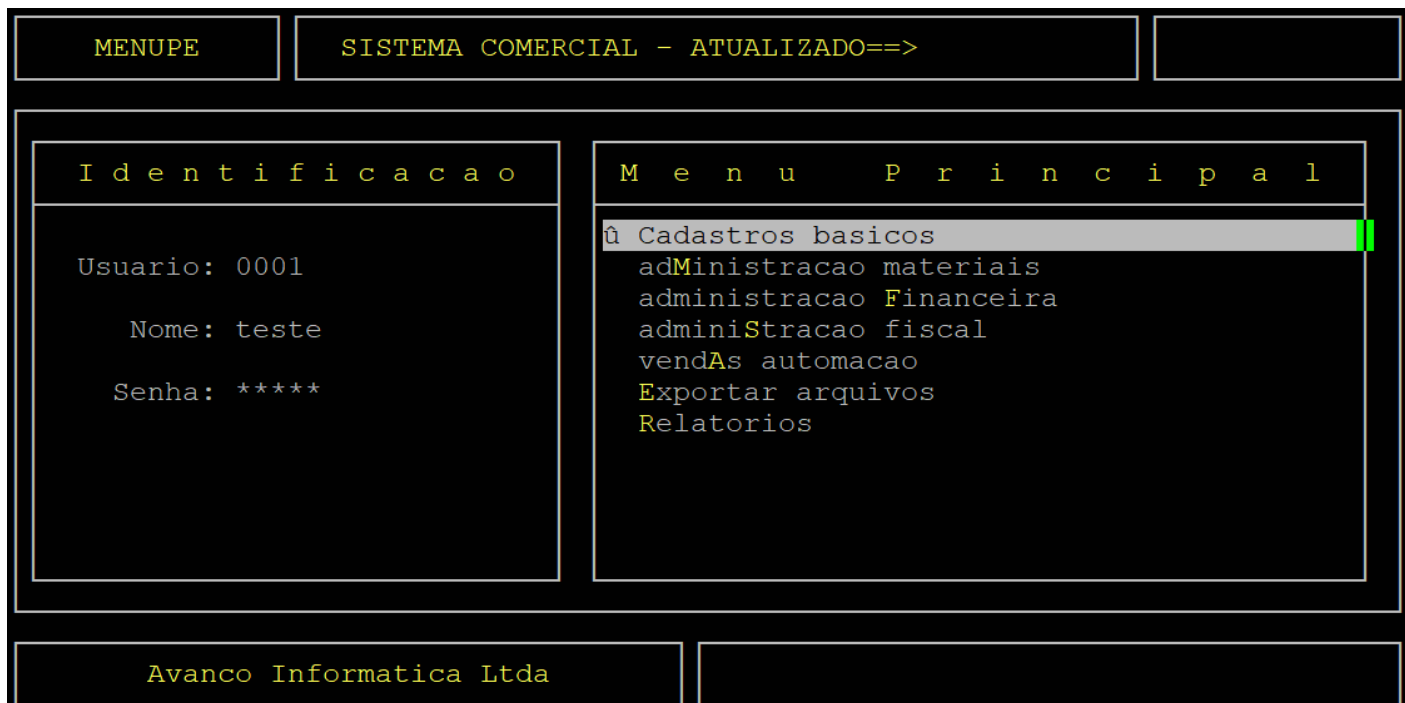 MENUPE
SISTEMA COMERCIAL - ATUALIZADO==>
I d e n t i f i c a c a o
Usuario: 0001
Nome: teste
Senha: *****
M e n u P r i n c i p a l
û Cadastros basicos
adMinistracao materiais
administracao Financeira
adminiStracao fiscal
vendAs automacao
Exportar arquivos
Relatorios
Avanco Informatica Ltda